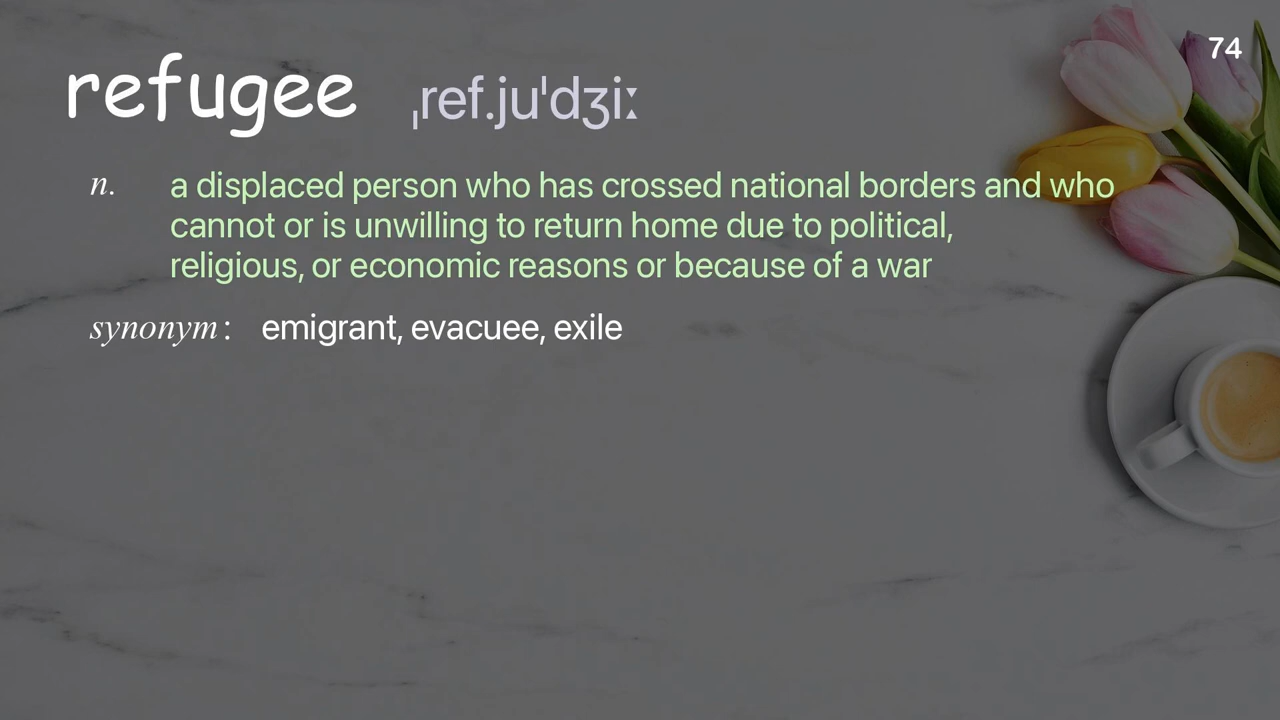 74
refugee ˌref.juˈdʒiː
n. a displaced person who has crossed national borders and who
cannot or is unwilling to return home due to political,
religious, or economic reasons or because of a war
synonym: emigrant, evacuee, exile